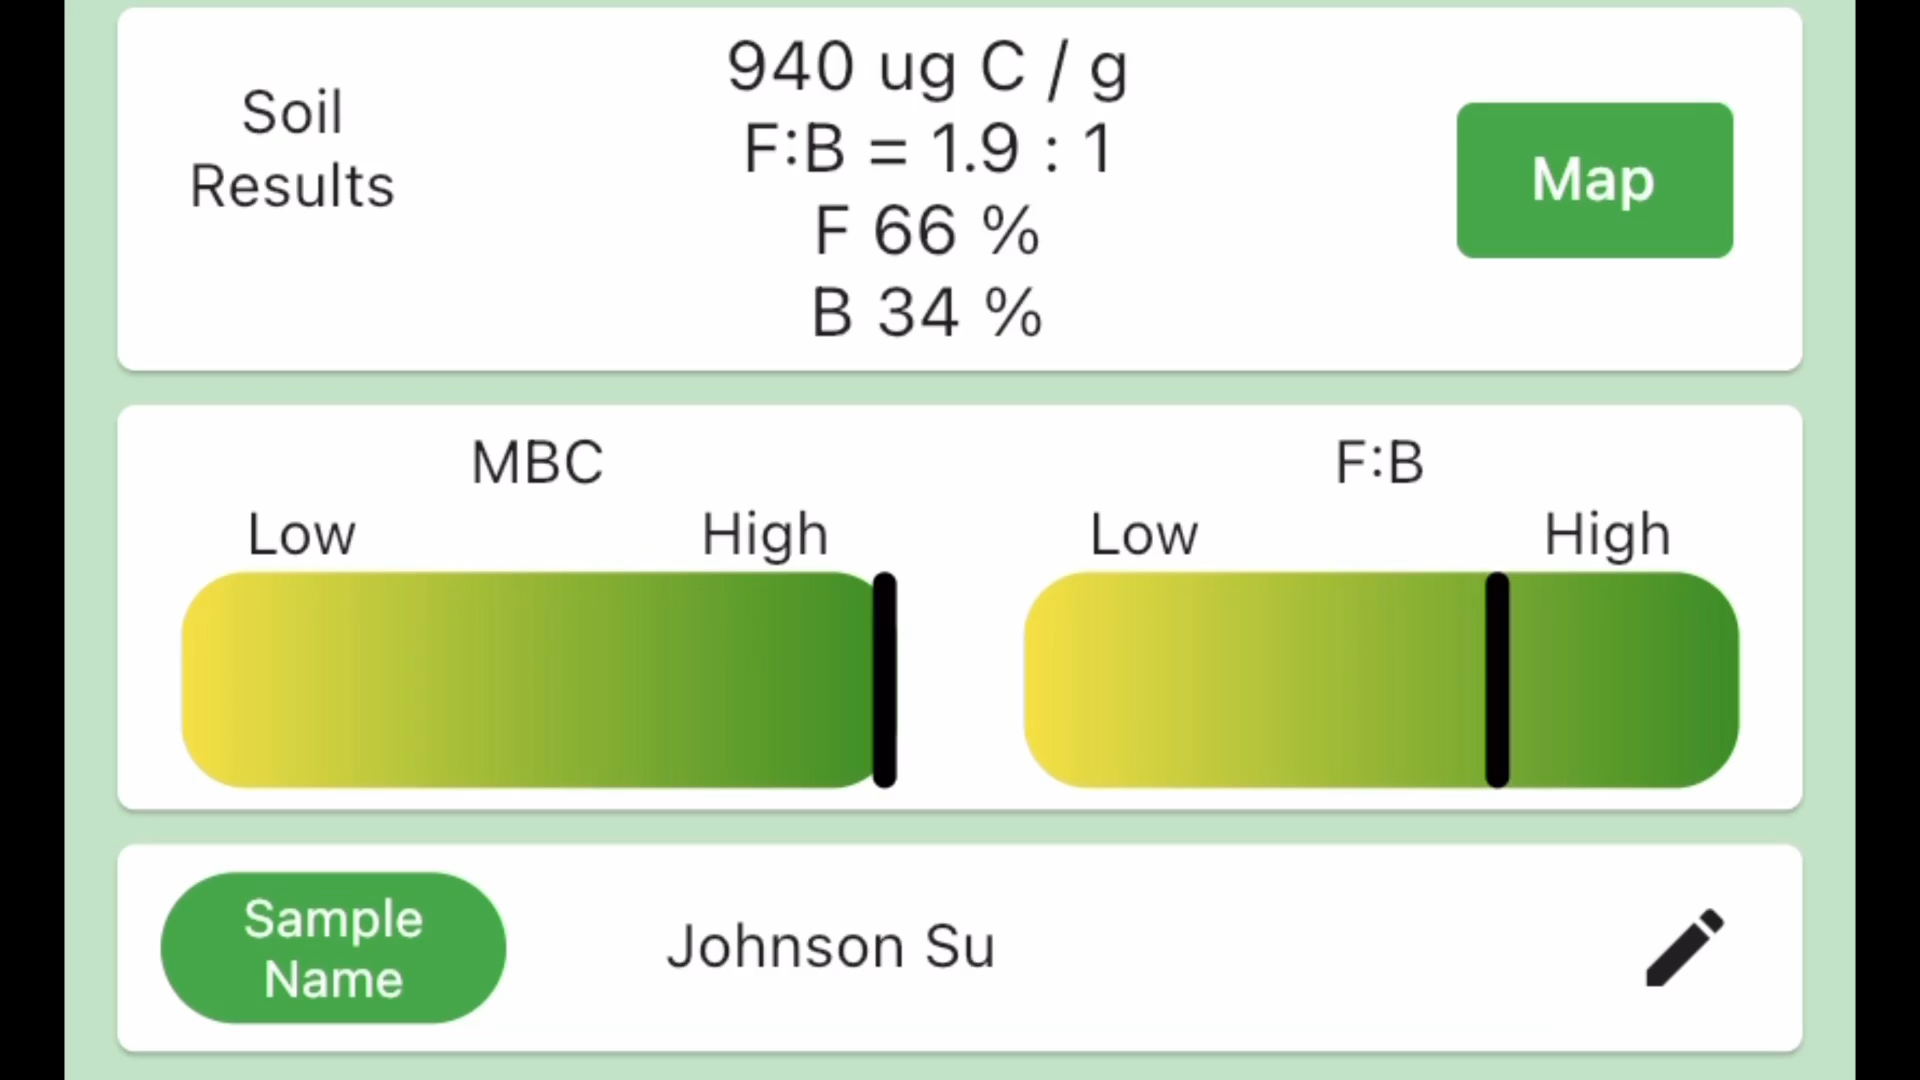 Soil
Results
940 ug C / g
F:B = 1.9 : 1
F 66 %
B 34 %
Map
MBC
Low High
F:B
Low High
Sample
Name
Johnson Su